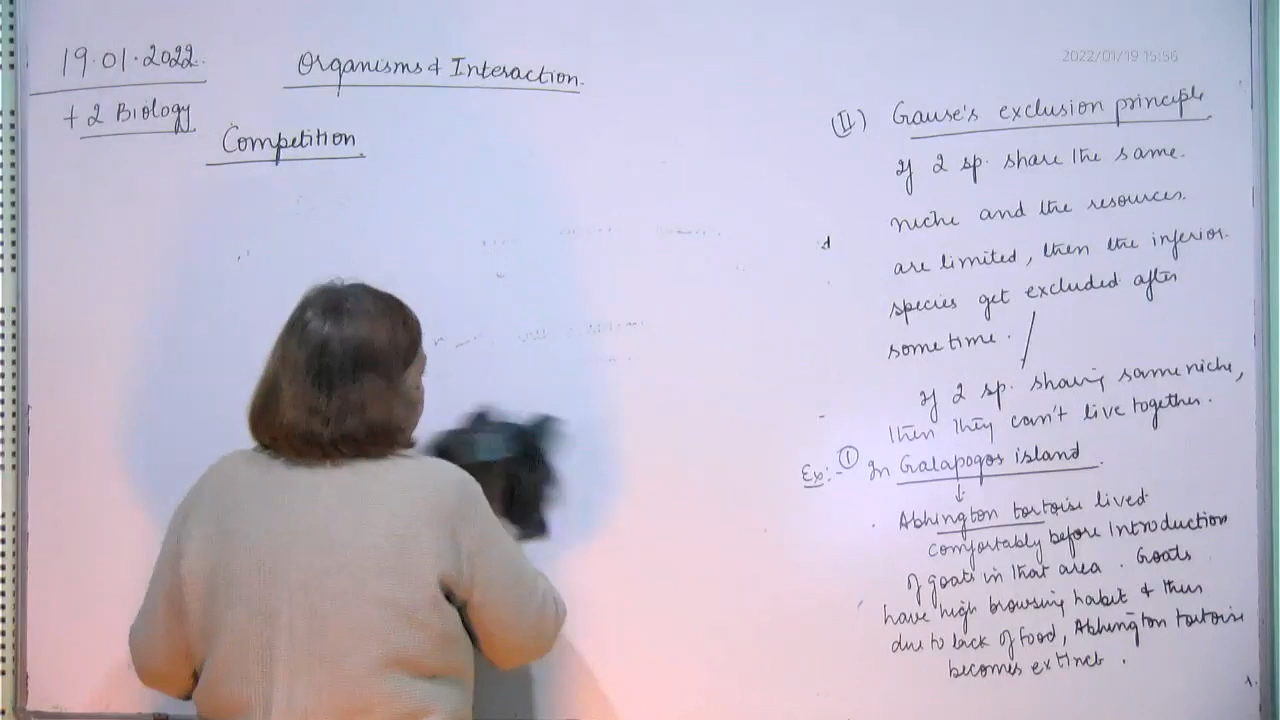 19.01.2022.
+2 Biology
Organisms & Interaction.
Competition
2022/01/19 15:56
(II) Gause's exclusion principle
If 2 sp. share the same.
niche and the resources.
are limited, then the inferior.
species get excluded after
some time.
If 2 sp. sharing same niche,
then they can't live together.
Ex:- ① In Galapogos island.
↓
Abhington tortoise lived
comfortably before Introduction
of goats in that area. Goats
have high browsing habit & thus
due to lack of food, Abhington tortoise
becomes extinct.